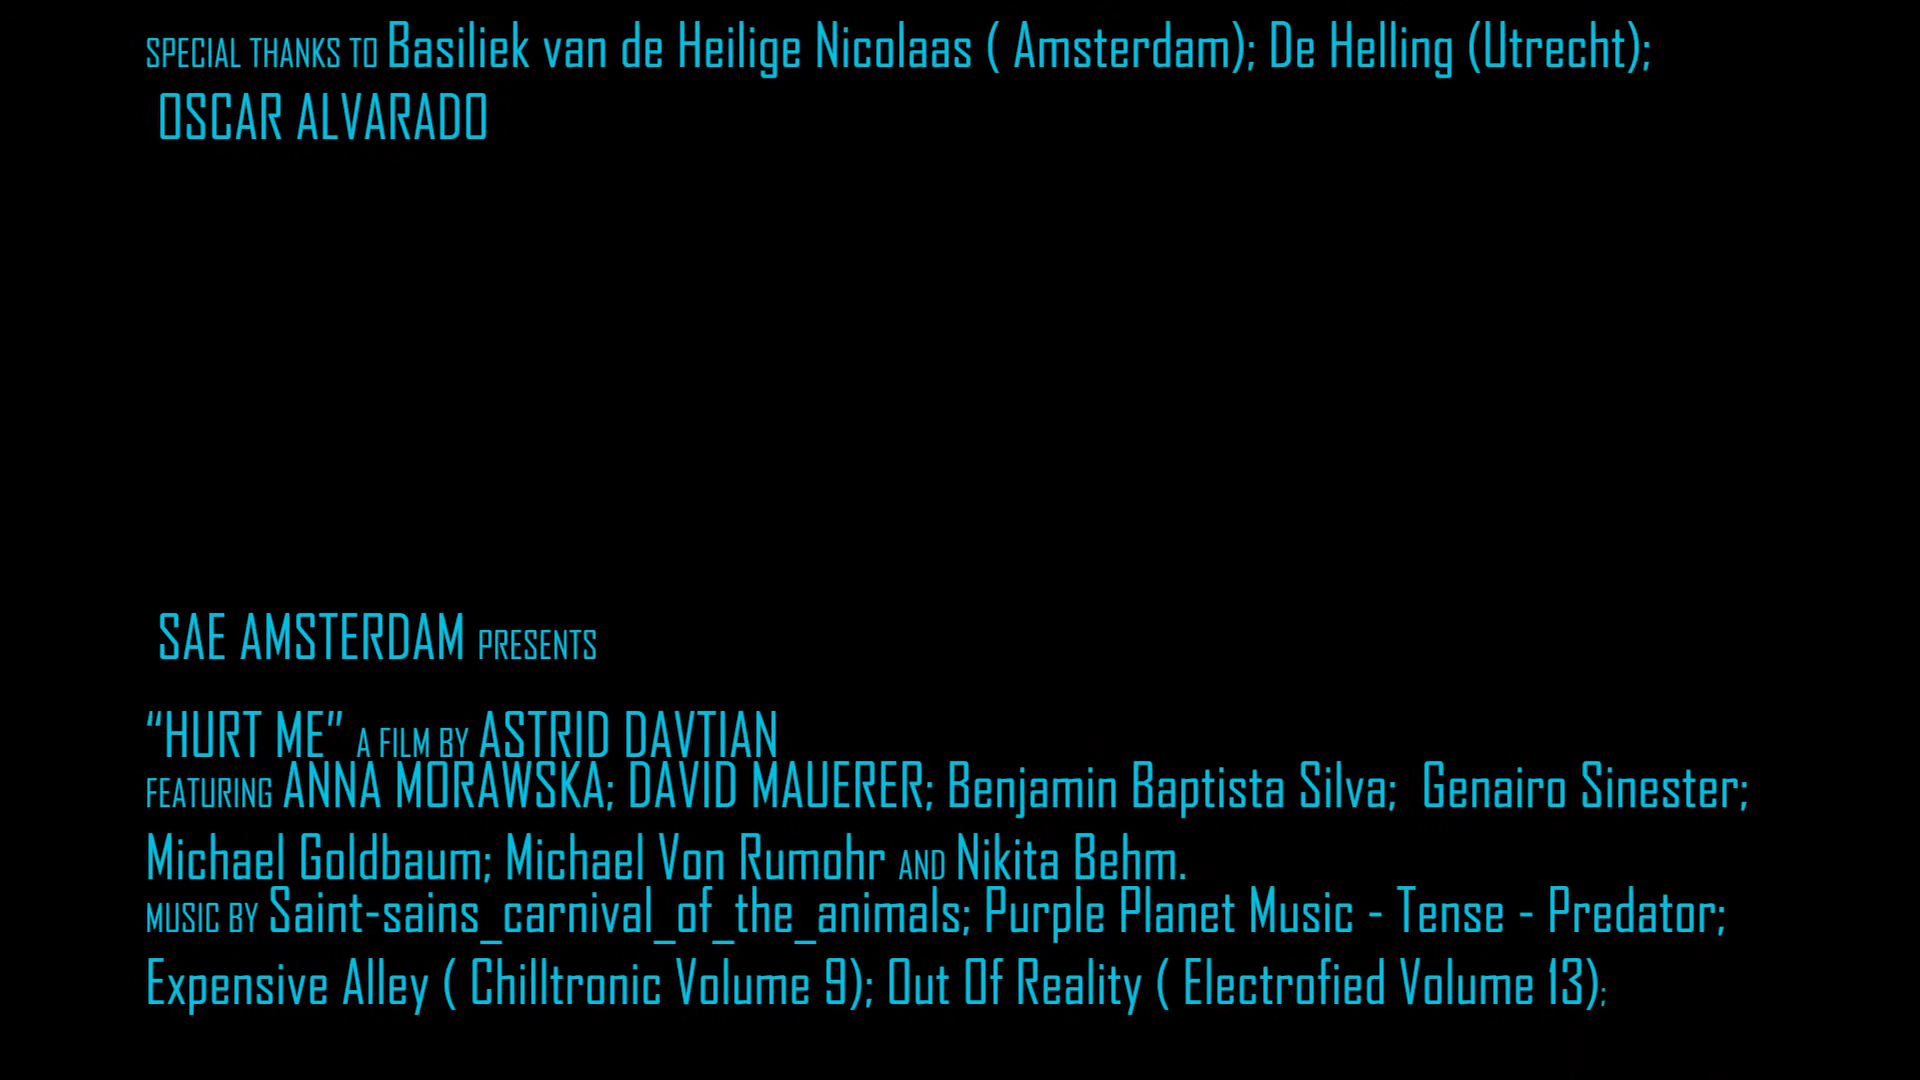 SPECIAL THANKS TO Basiliek van de Heilige Nicolaas ( Amsterdam); De Helling (Utrecht);
OSCAR ALVARADO
SAE AMSTERDAM PRESENTS
“HURT ME” A FILM BY ASTRID DAVTIAN
FEATURING ANNA MORAWSKA; DAVID MAUERER; Benjamin Baptista Silva; Genairo Sinester;
Michael Goldbaum; Michael Von Rumohr AND Nikita Behm.
MUSIC BY Saint-sains_carnival_of_the_animals; Purple Planet Music - Tense - Predator;
Expensive Alley ( Chilltronic Volume 9); Out Of Reality ( Electrofied Volume 13);